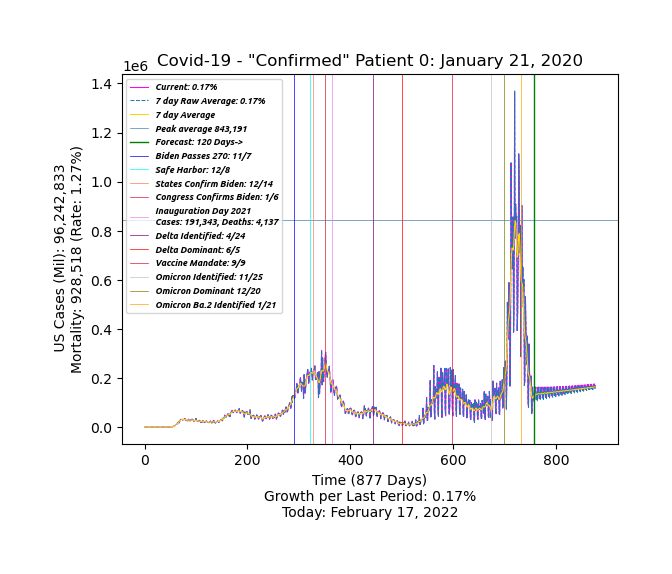 Covid-19 - "Confirmed" Patient 0: January 21, 2020
1e6
1.4
1.2
1.0
0.8
0.6
0.4
0.2
0.0
US Cases (Mil): 96,242,833
Mortality: 928,518 (Rate: 1.27%)
Current: 0.17%
7 day Raw Average: 0.17%
7 day Average
Peak average 843,191
Forecast: 120 Days->
Biden Passes 270: 11/7
Safe Harbor: 12/8
States Confirm Biden: 12/14
Congress Confirms Biden: 1/6
Inauguration Day 2021
Cases: 191,343, Deaths: 4,137
Delta Identified: 4/24
Delta Dominant: 6/5
Vaccine Mandate: 9/9
Omicron Identified: 11/25
Omicron Dominant 12/20
Omicron Ba.2 Identified 1/21
0 200 400 600 800
Time (877 Days)
Growth per Last Period: 0.17%
Today: February 17, 2022